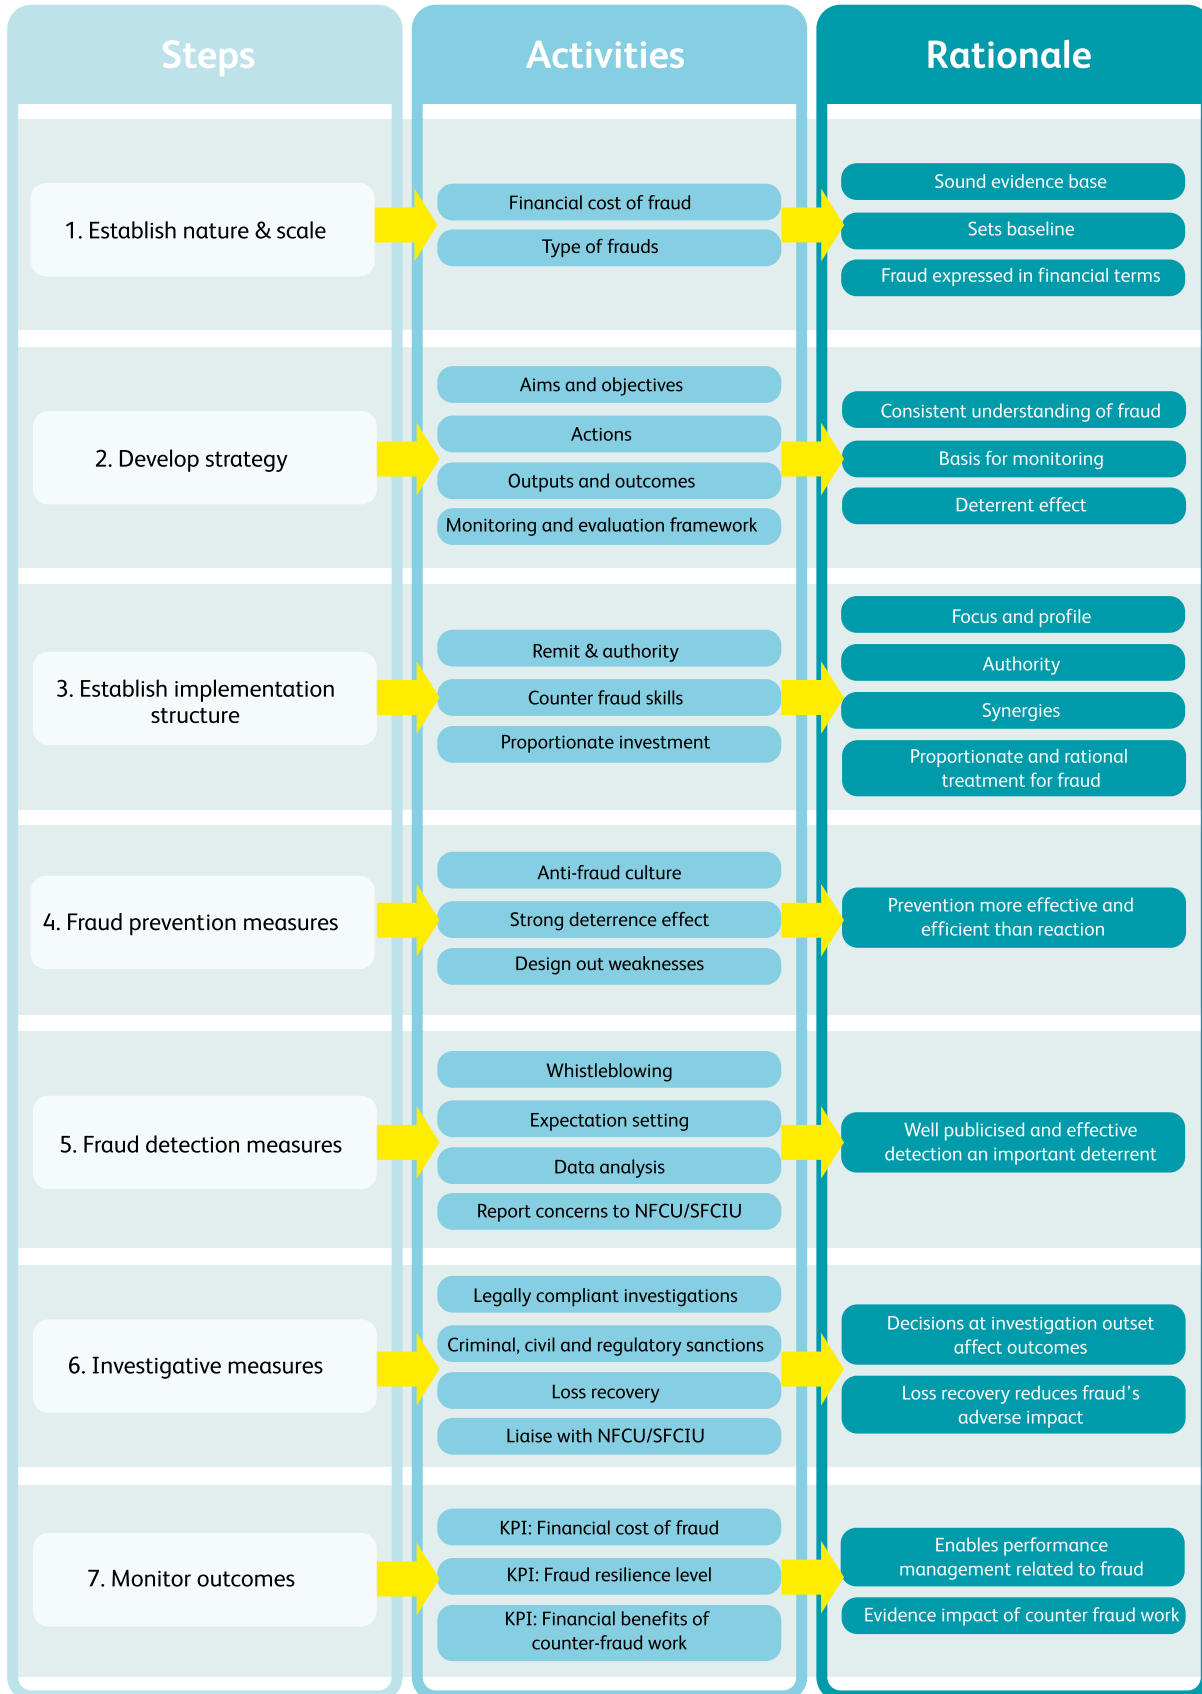 Steps
Activities
Rationale
1. Establish nature & scale
Financial cost of fraud
Type of frauds
Sound evidence base
Sets baseline
Fraud expressed in financial terms
2. Develop strategy
Aims and objectives
Actions
Outputs and outcomes
Monitoring and evaluation framework
Consistent understanding of fraud
Basis for monitoring
Deterrent effect
3. Establish implementation
structure
Remit & authority
Counter fraud skills
Proportionate investment
Focus and profile
Authority
Synergies
Proportionate and rational
treatment for fraud
4. Fraud prevention measures
Anti-fraud culture
Strong deterrence effect
Design out weaknesses
Prevention more effective and
efficient than reaction
5. Fraud detection measures
Whistleblowing
Expectation setting
Data analysis
Report concerns to NFCU/SFCIU
Well publicised and effective
detection an important deterrent
6. Investigative measures
Legally compliant investigations
Criminal, civil and regulatory sanctions
Loss recovery
Liaise with NFCU/SFCIU
Decisions at investigation outset
affect outcomes
Loss recovery reduces fraud's
adverse impact
7. Monitor outcomes
KPI: Financial cost of fraud
KPI: Fraud resilience level
KPI: Financial benefits of
counter-fraud work
Enables performance
management related to fraud
Evidence impact of counter fraud work